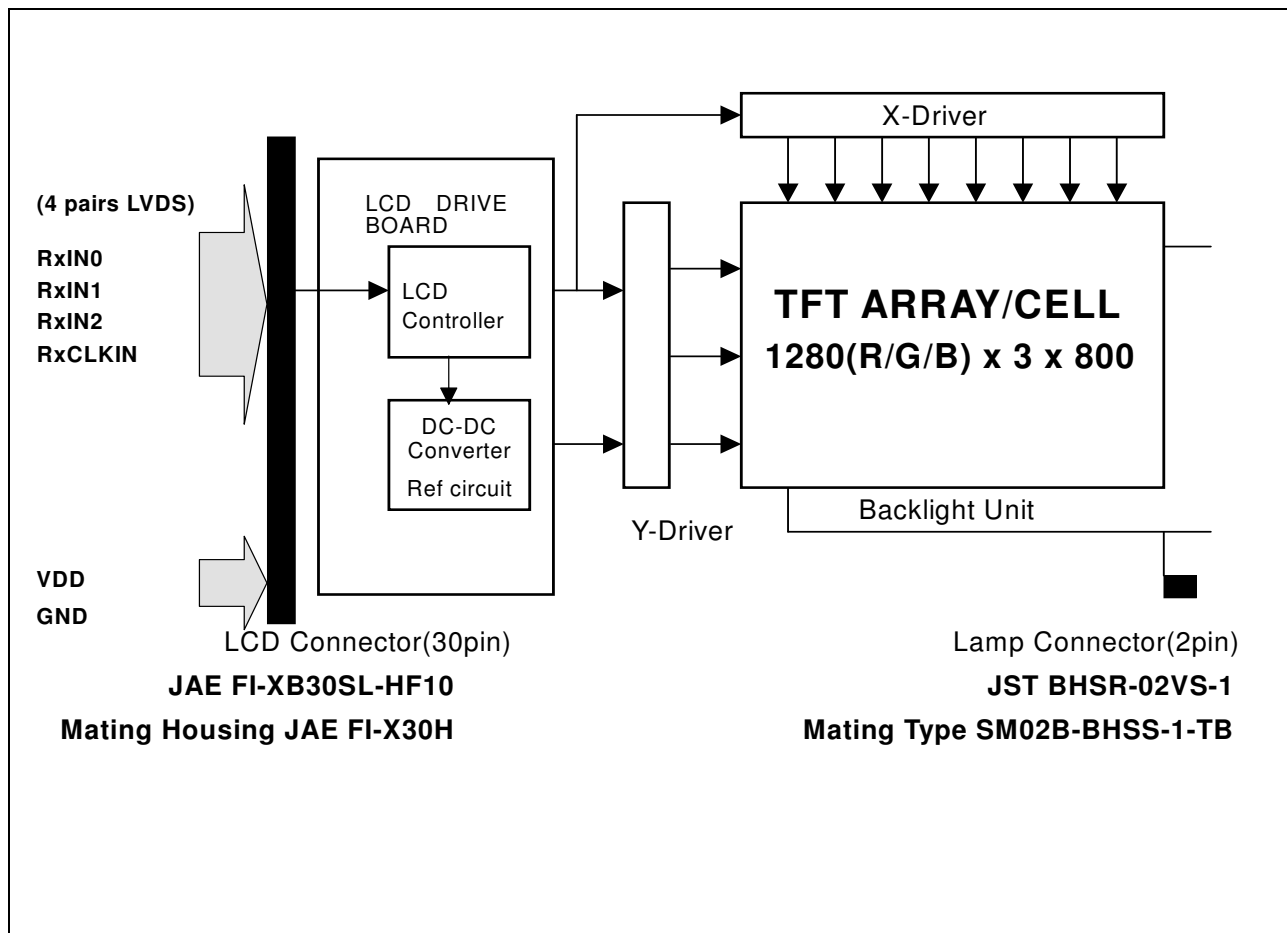 X-Driver
(4 pairs LVDS)
RxIN0
RxIN1
RxIN2
RxCLKIN
LCD DRIVE
BOARD
LCD
Controller
DC-DC
Converter
Ref circuit
TFT ARRAY/CELL
1280(R/G/B) x 3 x 800
Y-Driver
Backlight Unit
VDD
GND
LCD Connector(30pin)
JAE FI-XB30SL-HF10
Mating Housing JAE FI-X30H
Lamp Connector(2pin)
JST BHSR-02VS-1
Mating Type SM02B-BHSS-1-TB